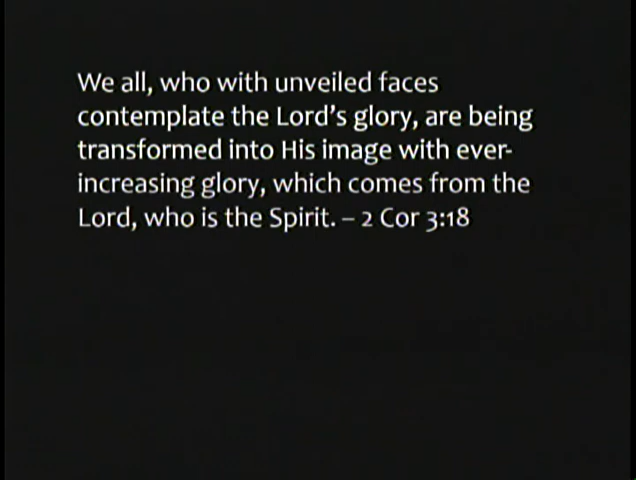 We all, who with unveiled faces
contemplate the Lord's glory, are being
transformed into His image with ever-
increasing glory, which comes from the
Lord, who is the Spirit. – 2 Cor 3:18